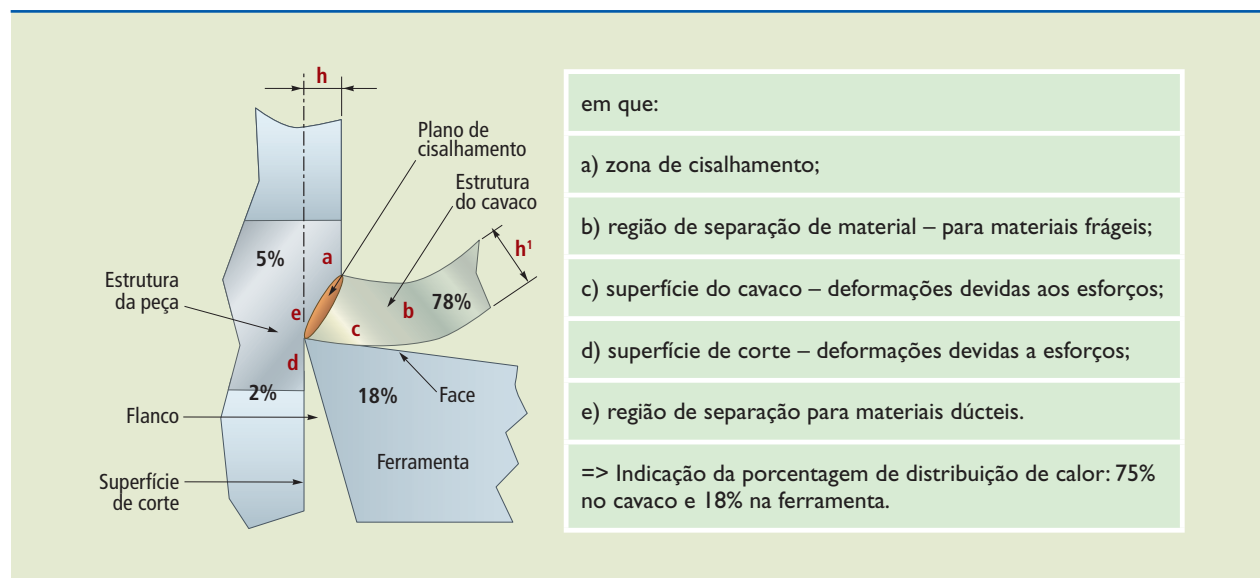 h
Plano de
cisalhamento
Estrutura
do cavaco
h¹
5%
a
Estrutura
da peça
e
b
78%
c
d
2%
18%
Face
Flanco
Ferramenta
Superfície
de corte
em que:
a) zona de cisalhamento;
b) região de separação de material – para materiais frágeis;
c) superfície do cavaco – deformações devidas aos esforços;
d) superfície de corte – deformações devidas a esforços;
e) região de separação para materiais dúcteis.
=> Indicação da porcentagem de distribuição de calor: 75%
no cavaco e 18% na ferramenta.